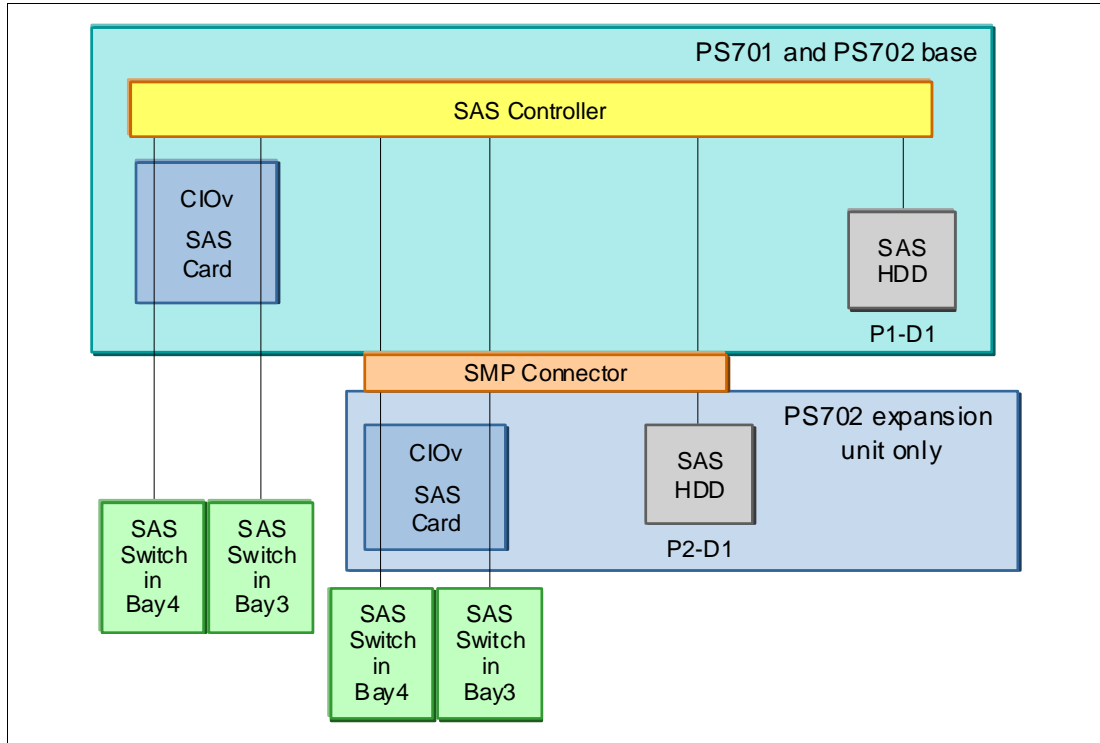 PS701 and PS702 base
SAS Controller
CIOv
SAS
Card
SAS
HDD
P1-D1
SMP Connector
PS702 expansion
unit only
CIOv
SAS
Card
SAS
HDD
P2-D1
SAS
Switch
in
Bay4
SAS
Switch
in
Bay3
SAS
Switch
in
Bay4
SAS
Switch
in
Bay3